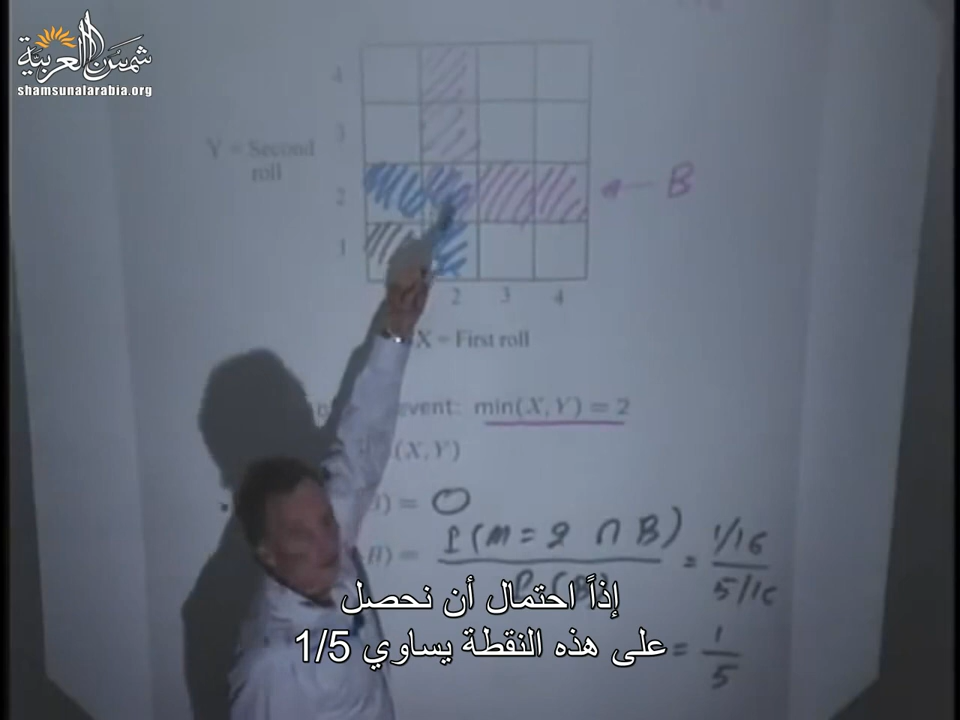 شمس العربية
shamsunalarabia.org
4
3
2
1
Y = Second
roll
B
2 3 4
X = First roll
event: min(X, Y) = 2
(X, Y)
) = 0
) = P(M = 2 ∩ B) = 1/16
P(B) 5/16
= 1
5
إذاً احتمال أن نحصل
على هذه النقطة يساوي 1/5